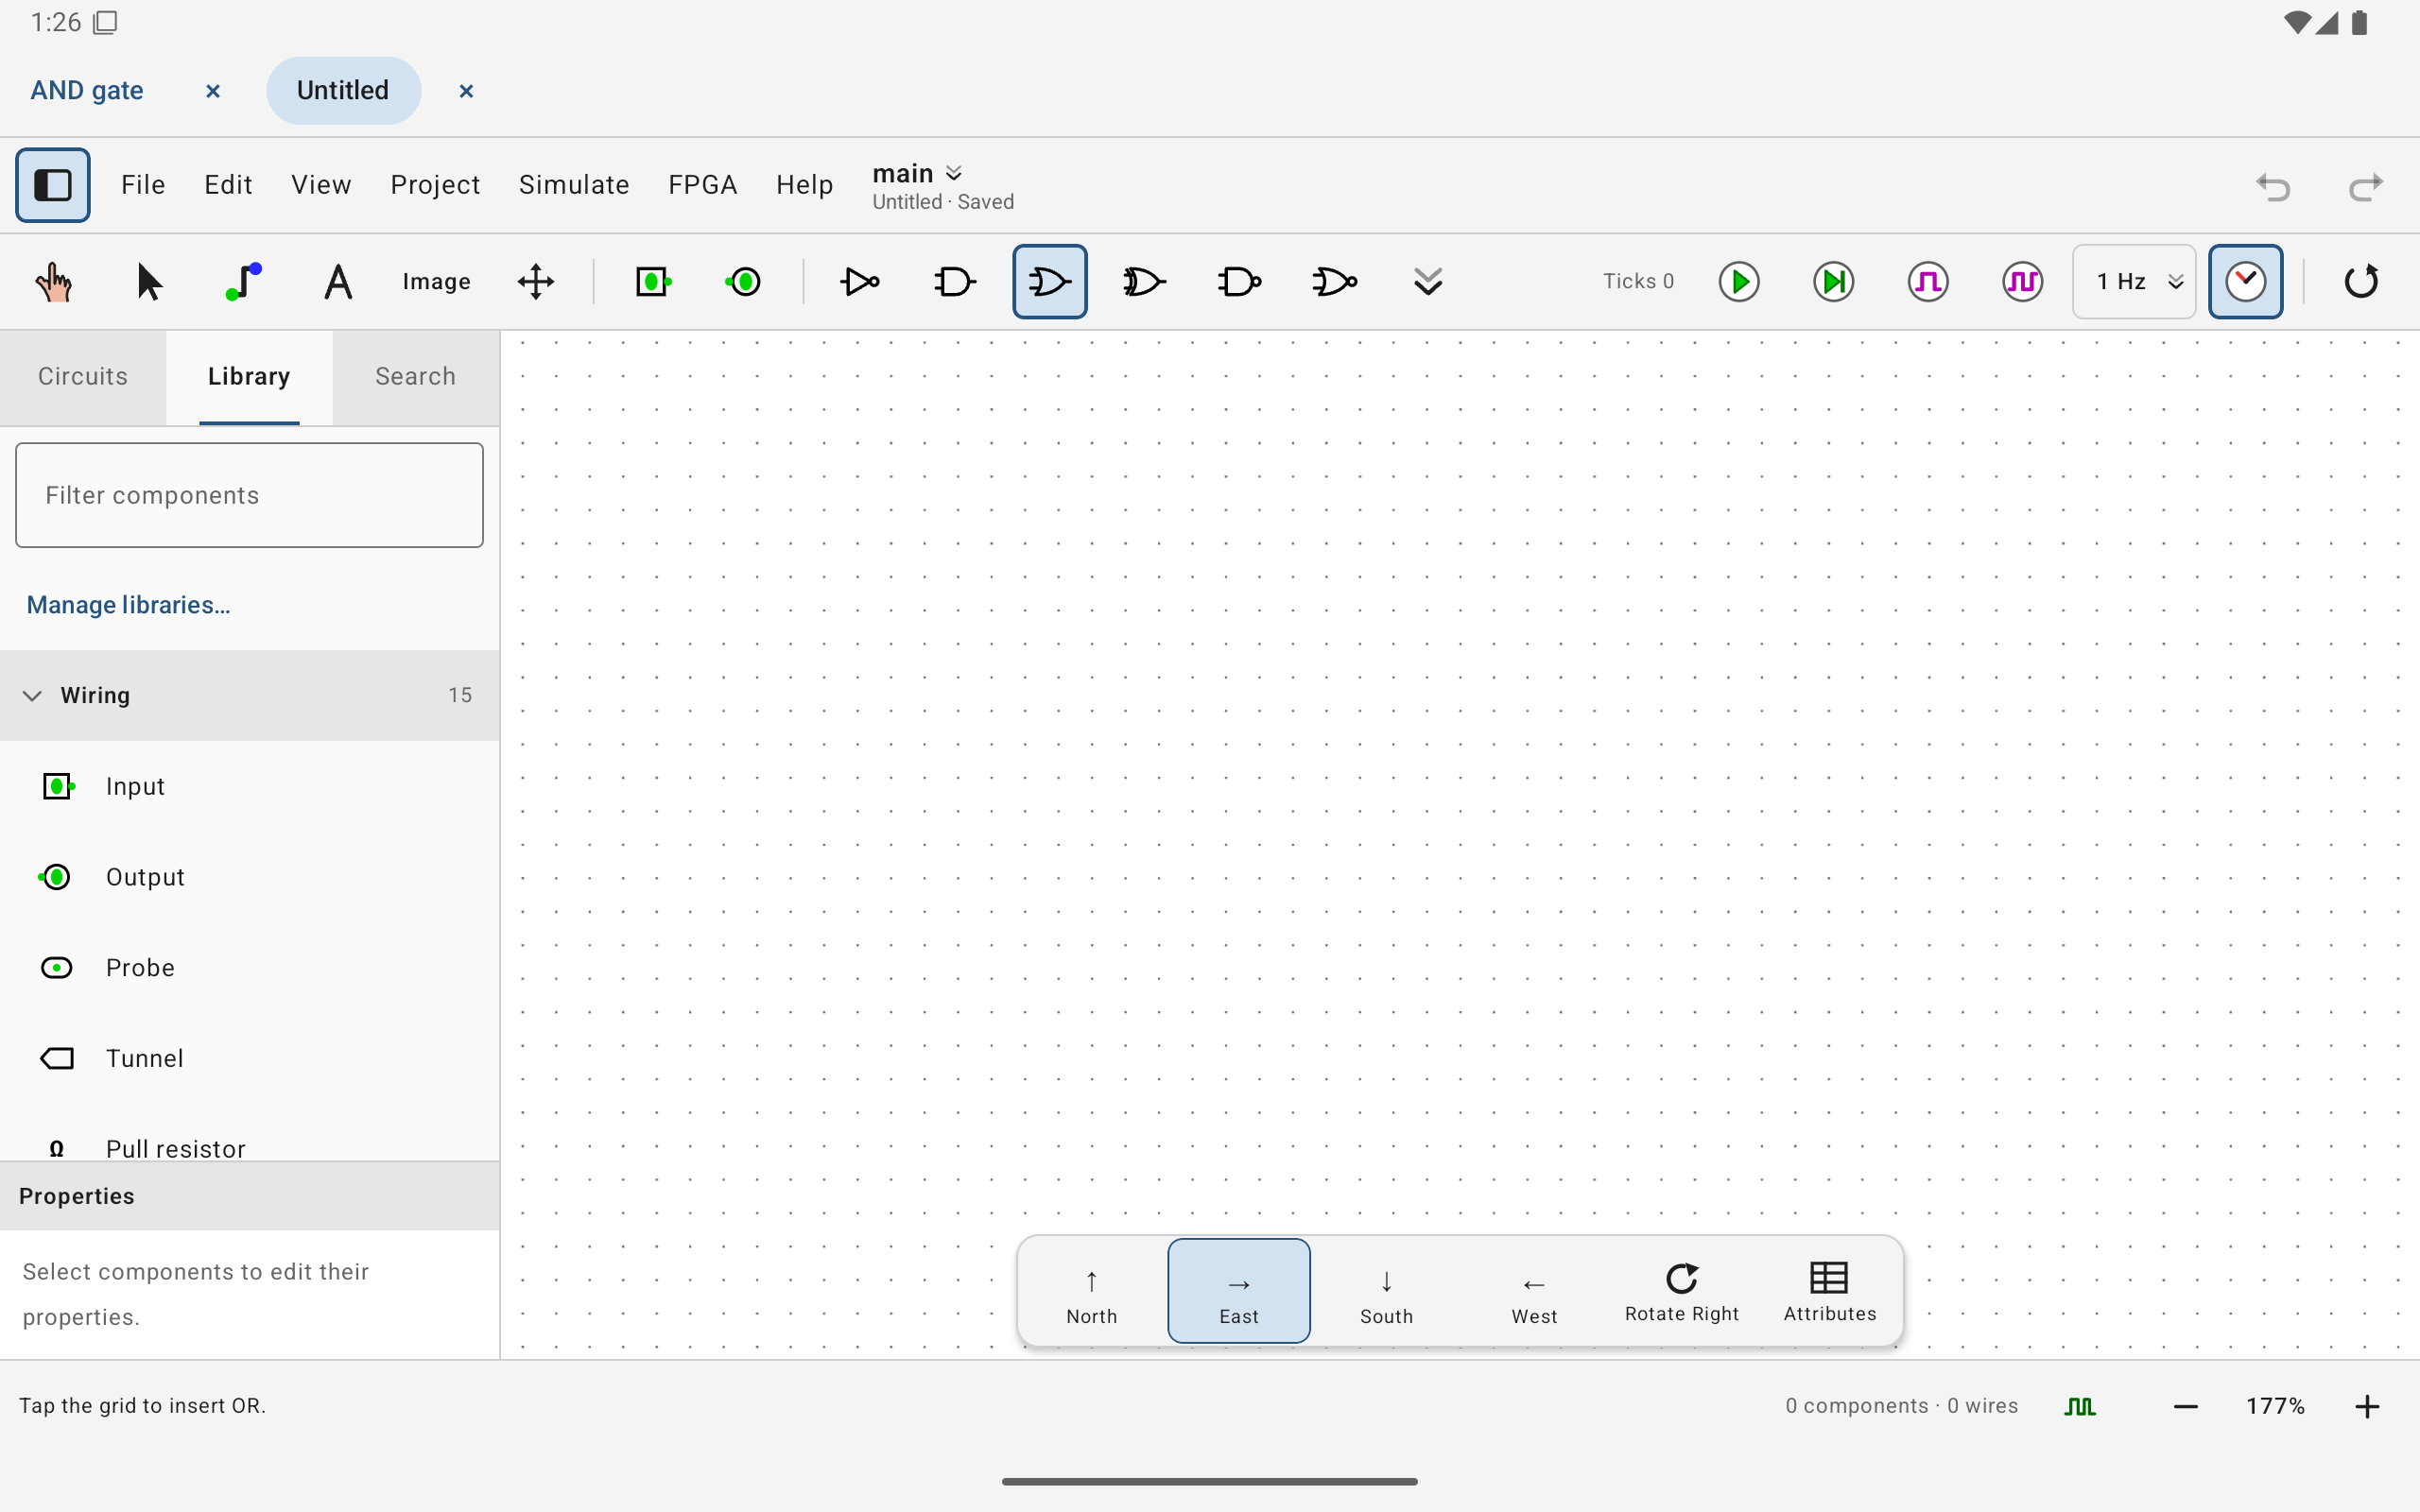 1:26
AND gate ×
Untitled ×
File Edit View Project Simulate FPGA Help
main
Untitled · Saved
A Image
Ticks 0
1 Hz
Circuits Library Search
Filter components
Manage libraries...
Wiring 15
Input
Output
Probe
Tunnel
Ω Pull resistor
Properties
Select components to edit their
properties.
↑ → ↓ ←
North East South West Rotate Right Attributes
Tap the grid to insert OR.
0 components · 0 wires
− 177% +